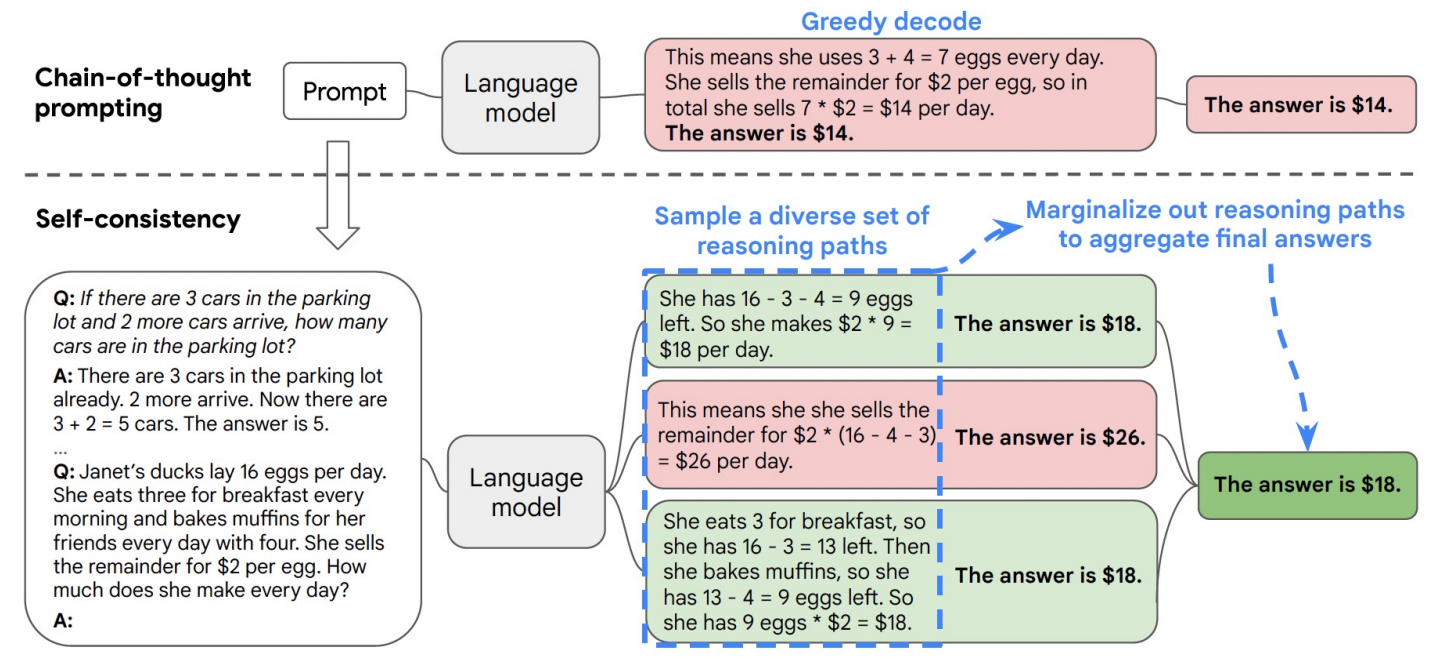 Greedy decode
Chain-of-thought
prompting
Prompt
Language
model
This means she uses 3 + 4 = 7 eggs every day.
She sells the remainder for $2 per egg, so in
total she sells 7 * $2 = $14 per day.
The answer is $14.
The answer is $14.
Self-consistency
Sample a diverse set of
reasoning paths
Marginalize out reasoning paths
to aggregate final answers
Q: If there are 3 cars in the parking
lot and 2 more cars arrive, how many
cars are in the parking lot?
A: There are 3 cars in the parking lot
already. 2 more arrive. Now there are
3 + 2 = 5 cars. The answer is 5.
...
Q: Janet's ducks lay 16 eggs per day.
She eats three for breakfast every
morning and bakes muffins for her
friends every day with four. She sells
the remainder for $2 per egg. How
much does she make every day?
A:
Language
model
She has 16 - 3 - 4 = 9 eggs
left. So she makes $2 * 9 =
$18 per day.
The answer is $18.
This means she she sells the
remainder for $2 * (16 - 4 - 3)
= $26 per day.
The answer is $26.
She eats 3 for breakfast, so
she has 16 - 3 = 13 left. Then
she bakes muffins, so she
has 13 - 4 = 9 eggs left. So
she has 9 eggs * $2 = $18.
The answer is $18.
The answer is $18.